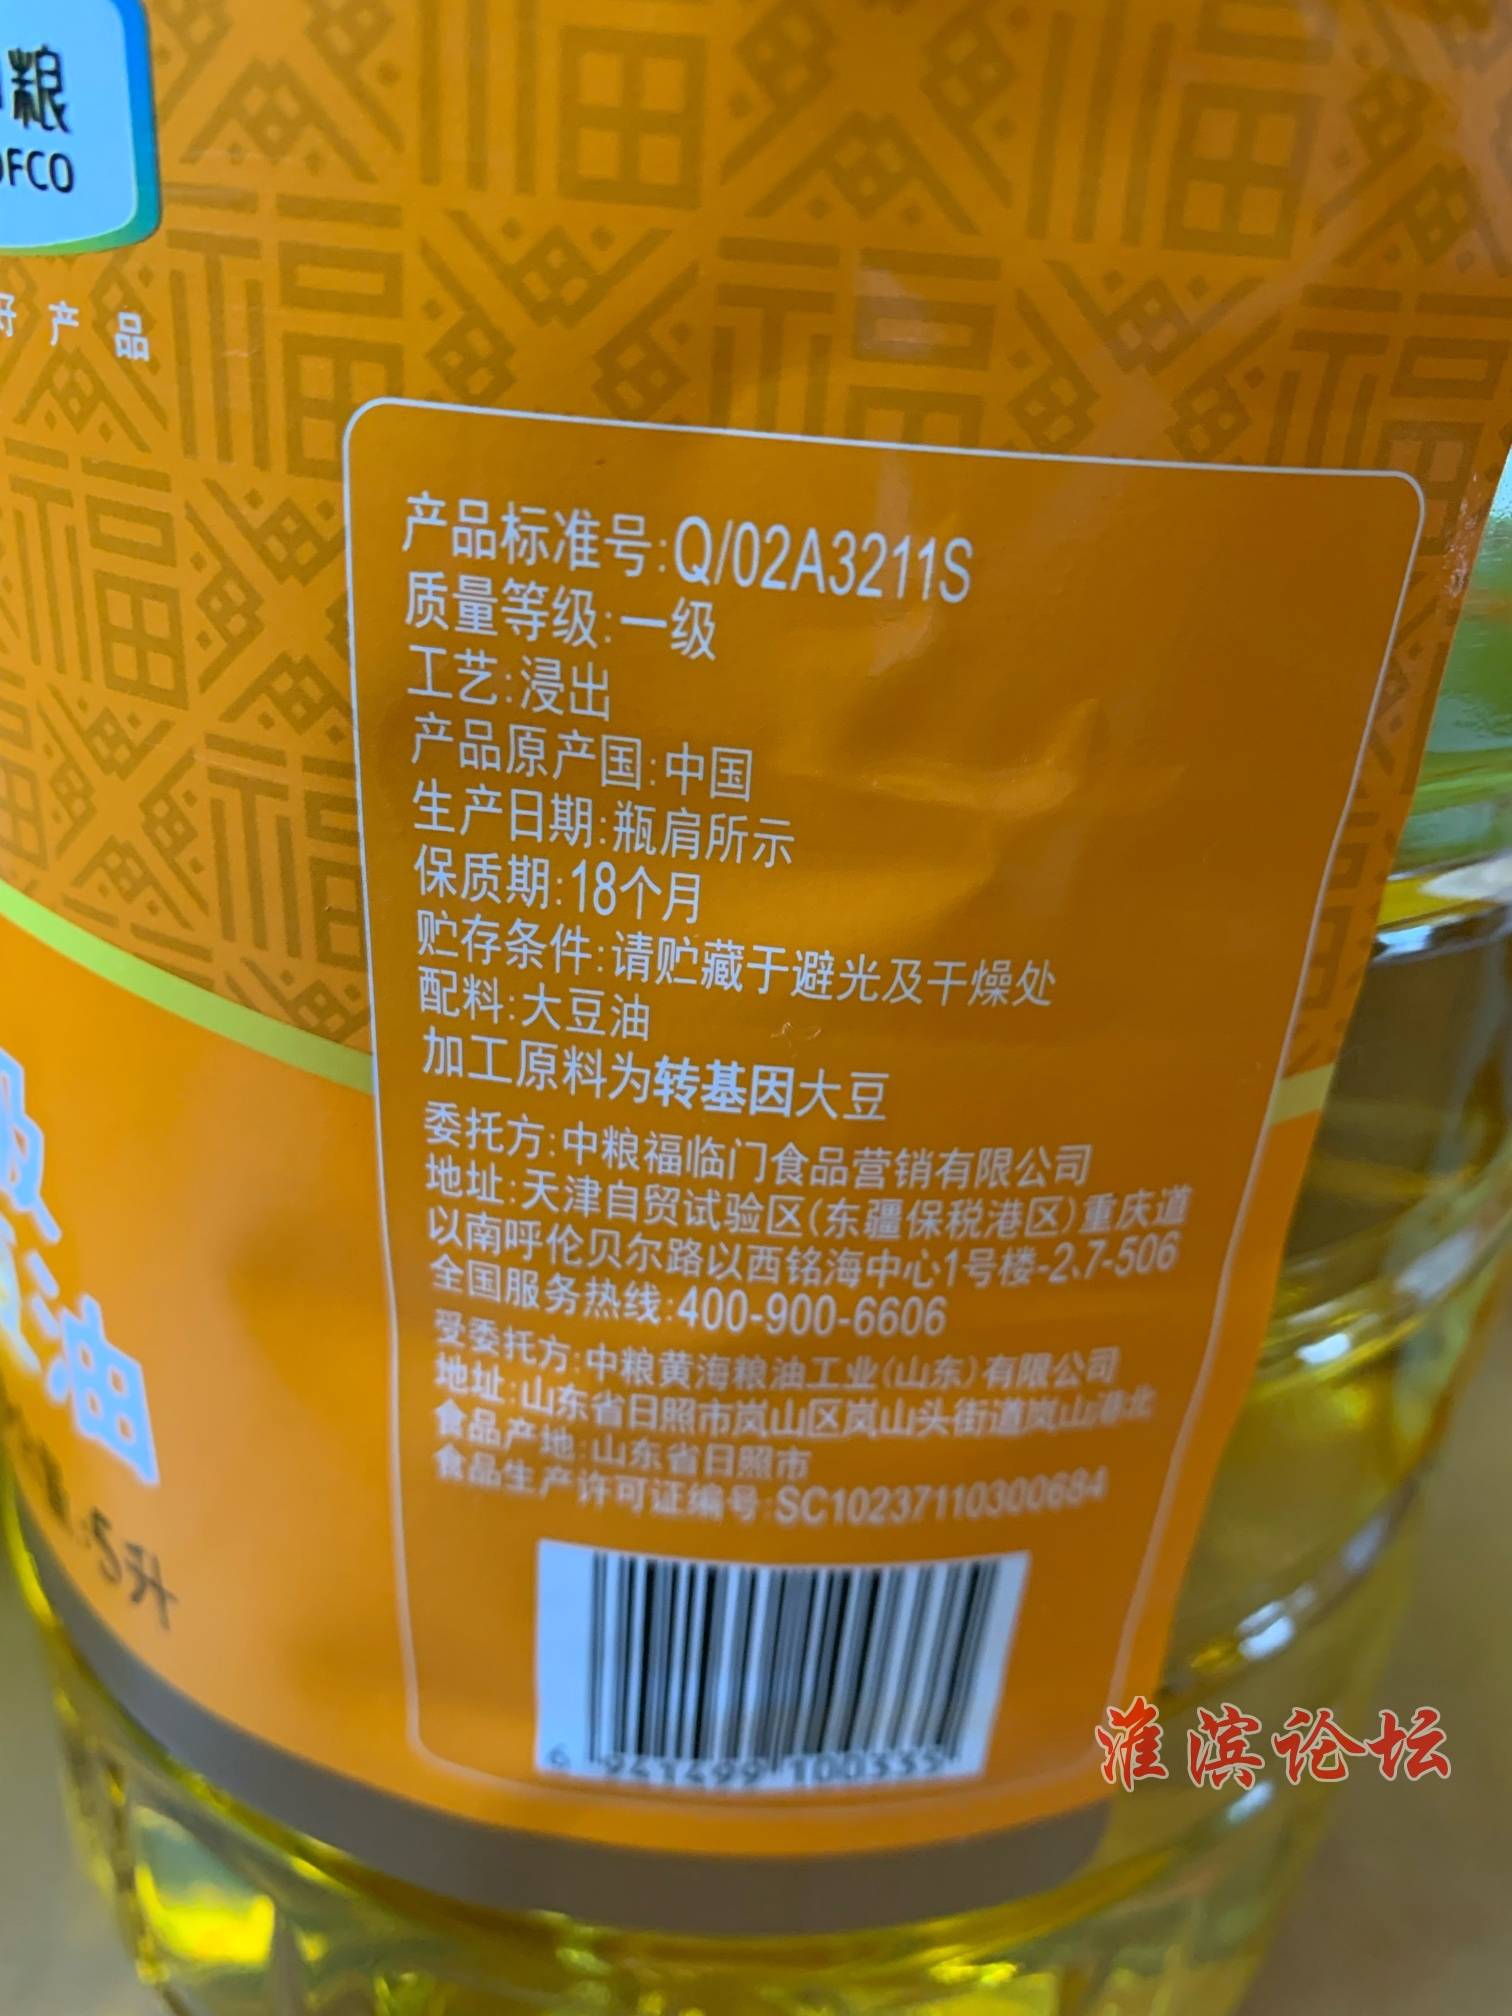 粮
OFCO
好产品
产品标准号:Q/02A3211S
质量等级:一级
工艺:浸出
产品原产国:中国
生产日期:瓶肩所示
保质期:18个月
贮存条件:请贮藏于避光及干燥处
配料:大豆油
加工原料为转基因大豆
委托方:中粮福临门食品营销有限公司
地址:天津自贸试验区(东疆保税港区)重庆道
以南呼伦贝尔路以西铭海中心1号楼-2、7-506
全国服务热线:400-900-6606
受委托方:中粮黄海粮油工业(山东)有限公司
地址:山东省日照市岚山区岚山头街道岚山港北
食品产地:山东省日照市
食品生产许可证编号:SC10237110300684
级
油
5升
6 941499 100335
淮滨论坛